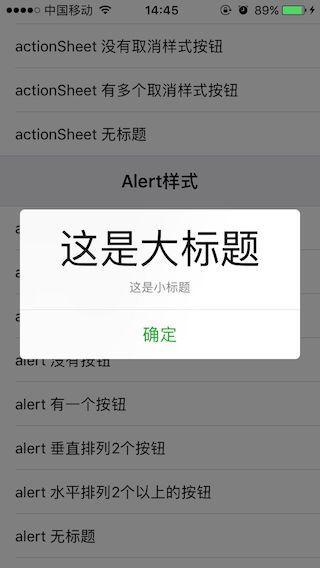 中国移动 14:45 89%
actionSheet 没有取消样式按钮
actionSheet 有多个取消样式按钮
actionSheet 无标题
Alert样式
这是大标题
这是小标题
确定
alert 没有按钮
alert 有一个按钮
alert 垂直排列2个按钮
alert 水平排列2个以上的按钮
alert 无标题